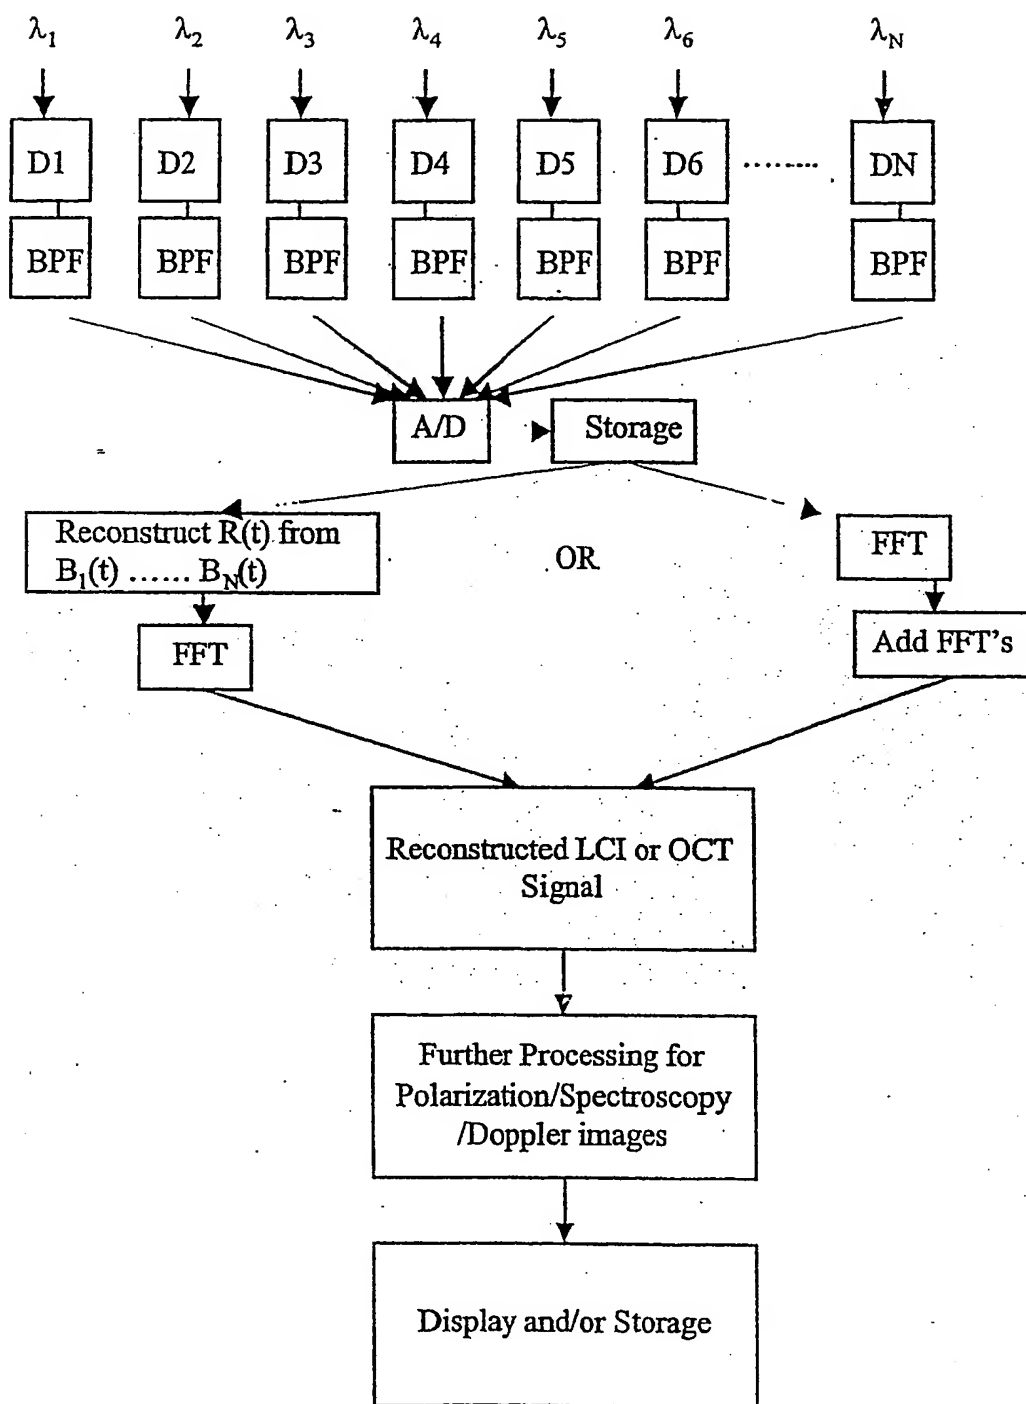 λ1 λ2 λ3 λ4 λ5 λ6 λN
D1 D2 D3 D4 D5 D6 ........ DN
BPF BPF BPF BPF BPF BPF BPF
A/D Storage
Reconstruct R(t) from
B1(t) ...... BN(t)
OR
FFT
FFT
Add FFT's
Reconstructed LCI or OCT
Signal
Further Processing for
Polarization/Spectroscopy
/Doppler images
Display and/or Storage